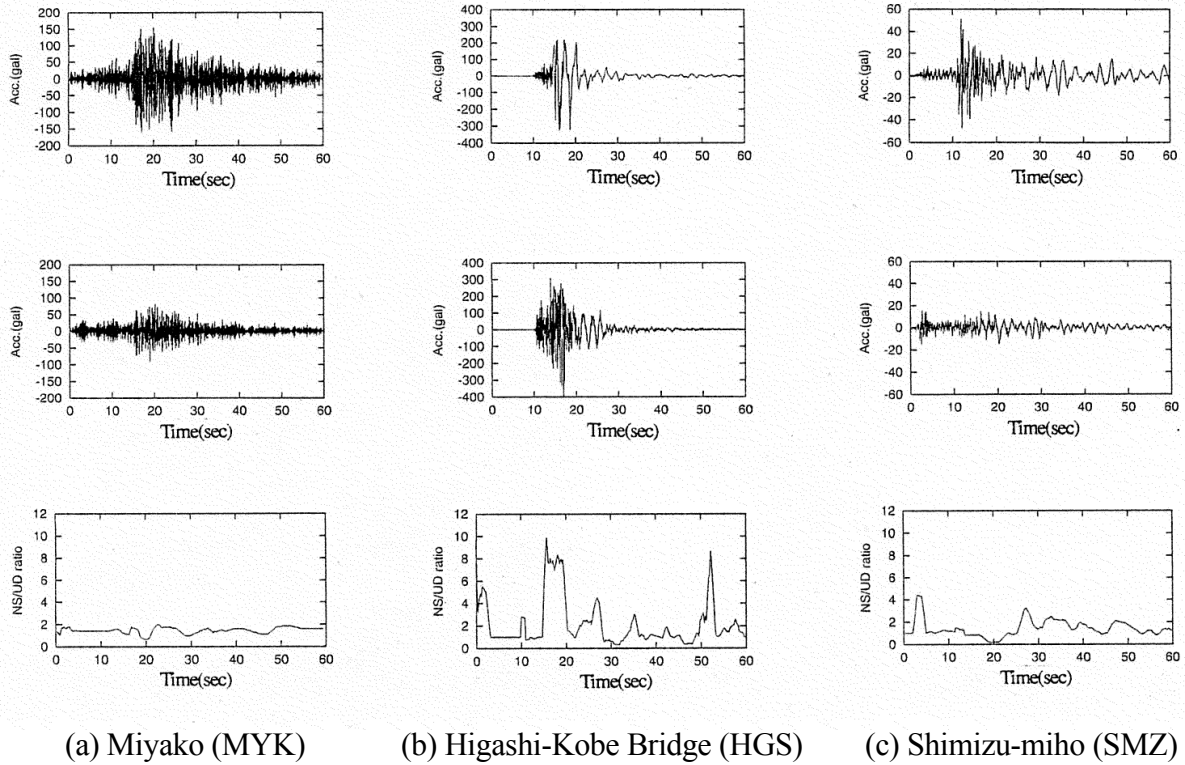 200
150
100
50
0
-50
-100
-150
-200
Acc.(gal)
0 10 20 30 40 50 60
Time(sec)
400
300
200
100
0
-100
-200
-300
-400
Acc.(gal)
0 10 20 30 40 50 60
Time(sec)
60
40
20
0
-20
-40
-60
Acc.(gal)
0 10 20 30 40 50 60
Time(sec)
200
150
100
50
0
-50
-100
-150
-200
Acc.(gal)
0 10 20 30 40 50 60
Time(sec)
400
300
200
100
0
-100
-200
-300
-400
Acc.(gal)
0 10 20 30 40 50 60
Time(sec)
60
40
20
0
-20
-40
-60
Acc.(gal)
0 10 20 30 40 50 60
Time(sec)
12
10
8
6
4
2
0
NS/UD ratio
0 10 20 30 40 50 60
Time(sec)
12
10
8
6
4
2
0
NS/UD ratio
0 10 20 30 40 50 60
Time(sec)
12
10
8
6
4
2
0
NS/UD ratio
0 10 20 30 40 50 60
Time(sec)
(a) Miyako (MYK)
(b) Higashi-Kobe Bridge (HGS)
(c) Shimizu-miho (SMZ)